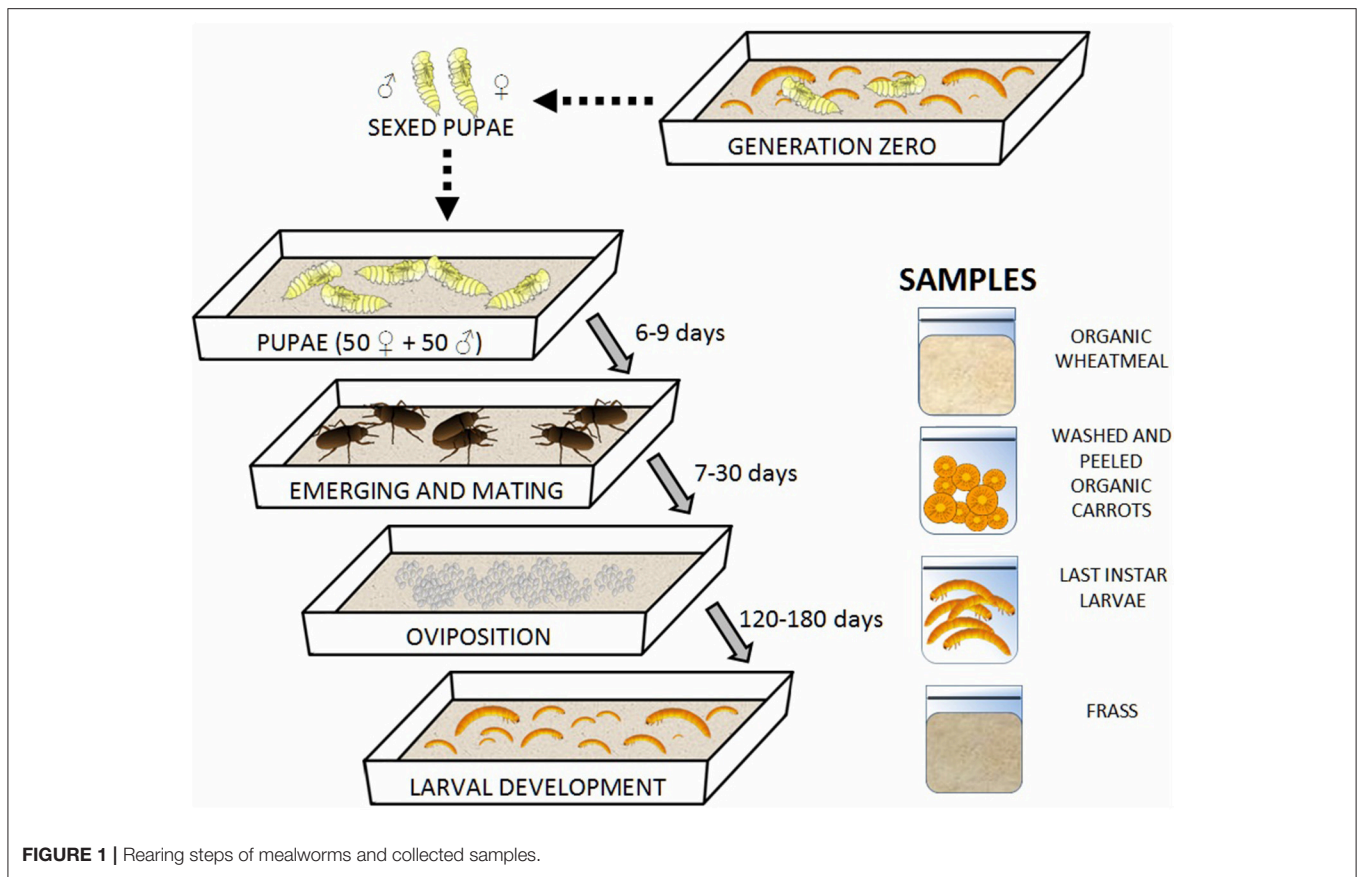 ♂ ♀
SEXED PUPAE
GENERATION ZERO
PUPAE (50 ♀ + 50 ♂)
6-9 days
EMERGING AND MATING
7-30 days
OVIPOSITION
120-180 days
LARVAL DEVELOPMENT
SAMPLES
ORGANIC
WHEATMEAL
WASHED AND
PEELED
ORGANIC
CARROTS
LAST INSTAR
LARVAE
FRASS
FIGURE 1 | Rearing steps of mealworms and collected samples.